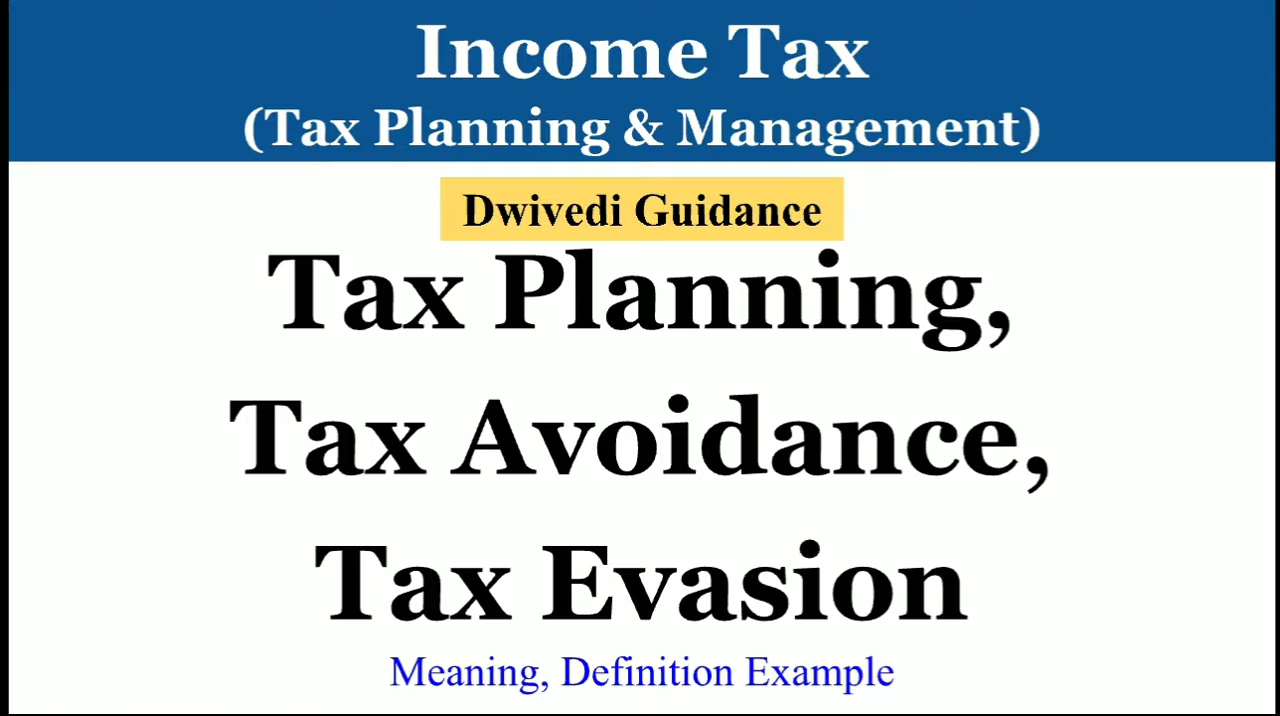 Income Tax
(Tax Planning & Management)
Dwivedi Guidance
Tax Planning,
Tax Avoidance,
Tax Evasion
Meaning, Definition Example